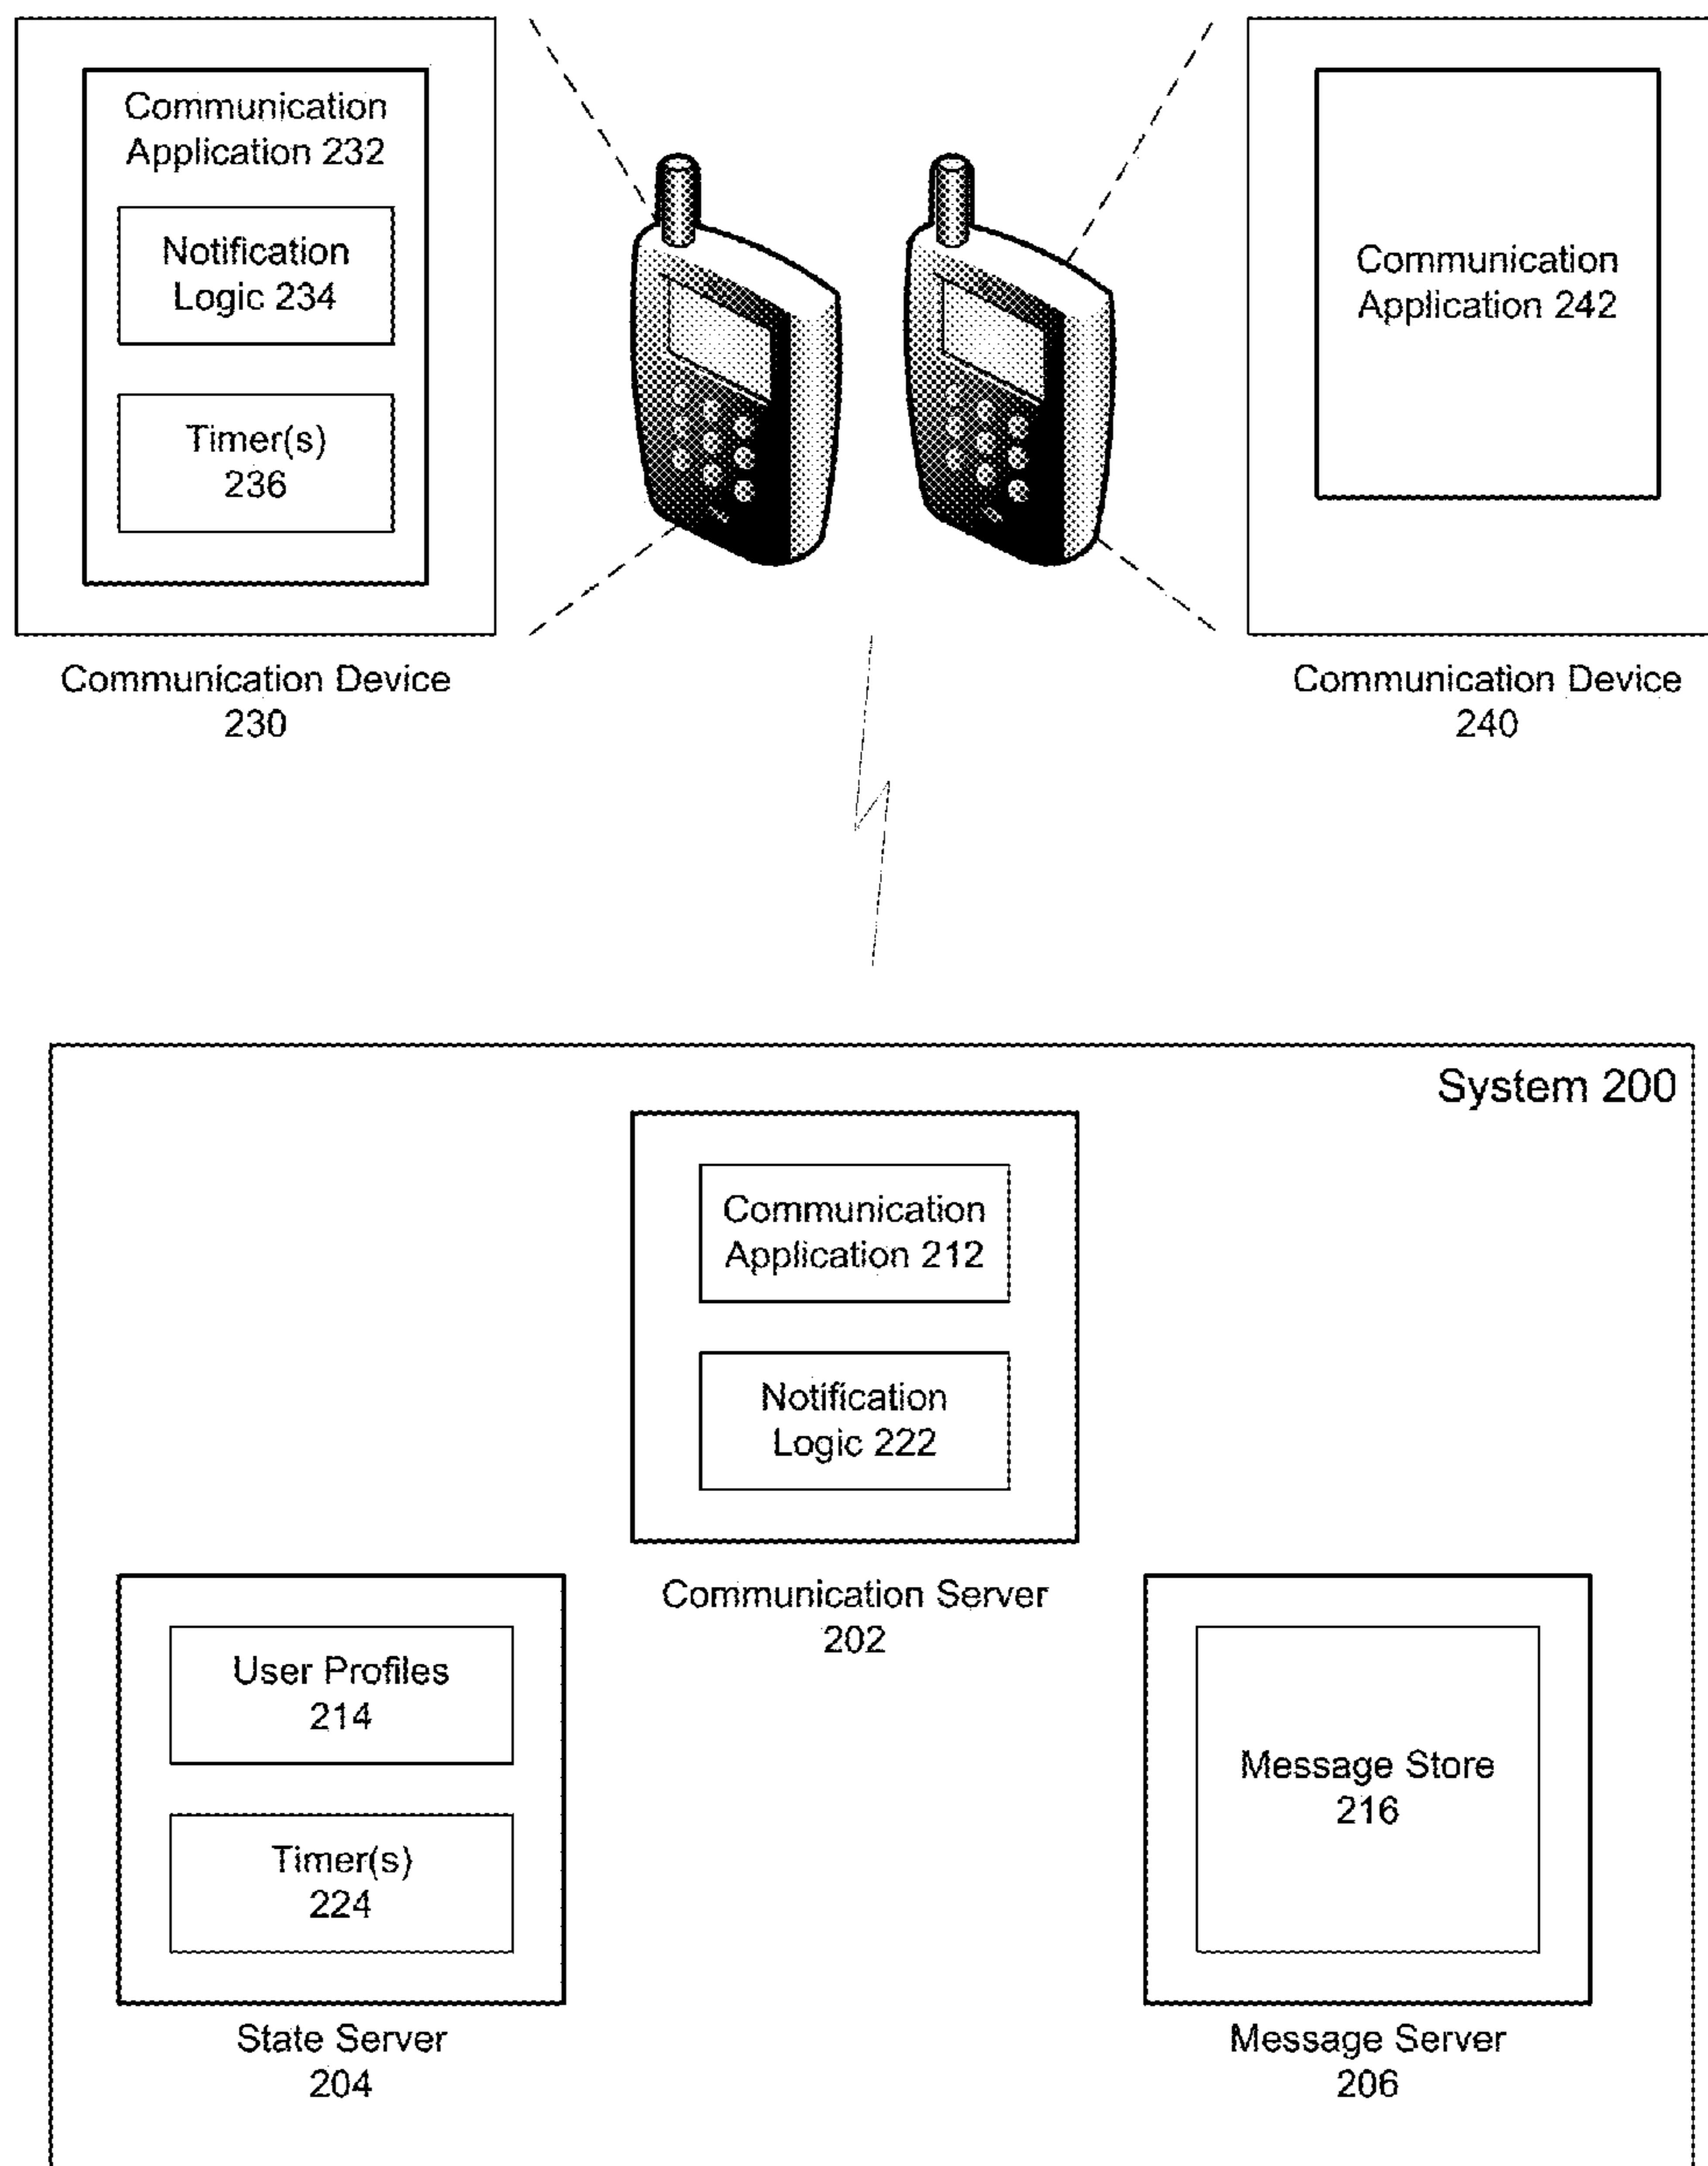 Communication
Application 232
Notification
Logic 234
Timer(s)
236
Communication Device
230
Communication
Application 242
Communication Device
240
System 200
Communication
Application 212
Notification
Logic 222
Communication Server
202
User Profiles
214
Timer(s)
224
State Server
204
Message Store
216
Message Server
206